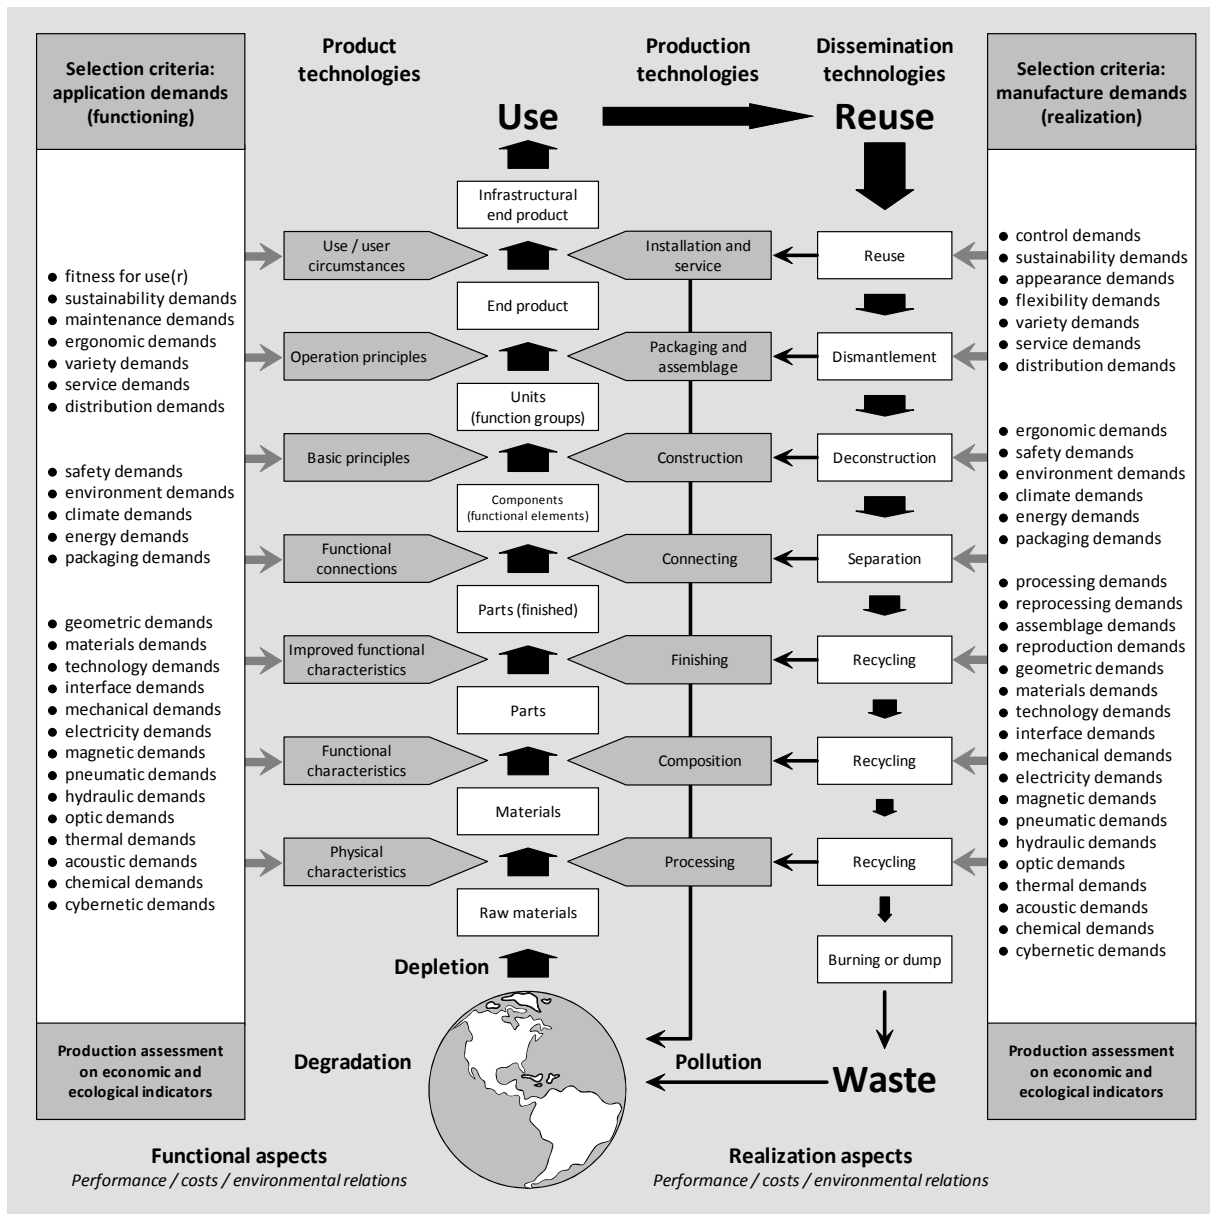 Selection criteria:
application demands
(functioning)
● fitness for use(r)
● sustainability demands
● maintenance demands
● ergonomic demands
● variety demands
● service demands
● distribution demands
● safety demands
● environment demands
● climate demands
● energy demands
● packaging demands
● geometric demands
● materials demands
● technology demands
● interface demands
● mechanical demands
● electricity demands
● magnetic demands
● pneumatic demands
● hydraulic demands
● optic demands
● thermal demands
● acoustic demands
● chemical demands
● cybernetic demands
Production assessment
on economic and
ecological indicators
Product
technologies
Use / user
circumstances
Operation principles
Basic principles
Functional
connections
Improved functional
characteristics
Functional
characteristics
Physical
characteristics
Use
Infrastructural
end product
End product
Units
(function groups)
Components
(functional elements)
Parts (finished)
Parts
Materials
Raw materials
Depletion
Degradation
Production
technologies
Installation and
service
Packaging and
assemblage
Construction
Connecting
Finishing
Composition
Processing
Pollution
Dissemination
technologies
Reuse
Reuse
Dismantlement
Deconstruction
Separation
Recycling
Recycling
Recycling
Burning or dump
Waste
Selection criteria:
manufacture demands
(realization)
● control demands
● sustainability demands
● appearance demands
● flexibility demands
● variety demands
● service demands
● distribution demands
● ergonomic demands
● safety demands
● environment demands
● climate demands
● energy demands
● packaging demands
● processing demands
● reprocessing demands
● assemblage demands
● reproduction demands
● geometric demands
● materials demands
● technology demands
● interface demands
● mechanical demands
● electricity demands
● magnetic demands
● pneumatic demands
● hydraulic demands
● optic demands
● thermal demands
● acoustic demands
● chemical demands
● cybernetic demands
Production assessment
on economic and
ecological indicators
Functional aspects
Performance / costs / environmental relations
Realization aspects
Performance / costs / environmental relations